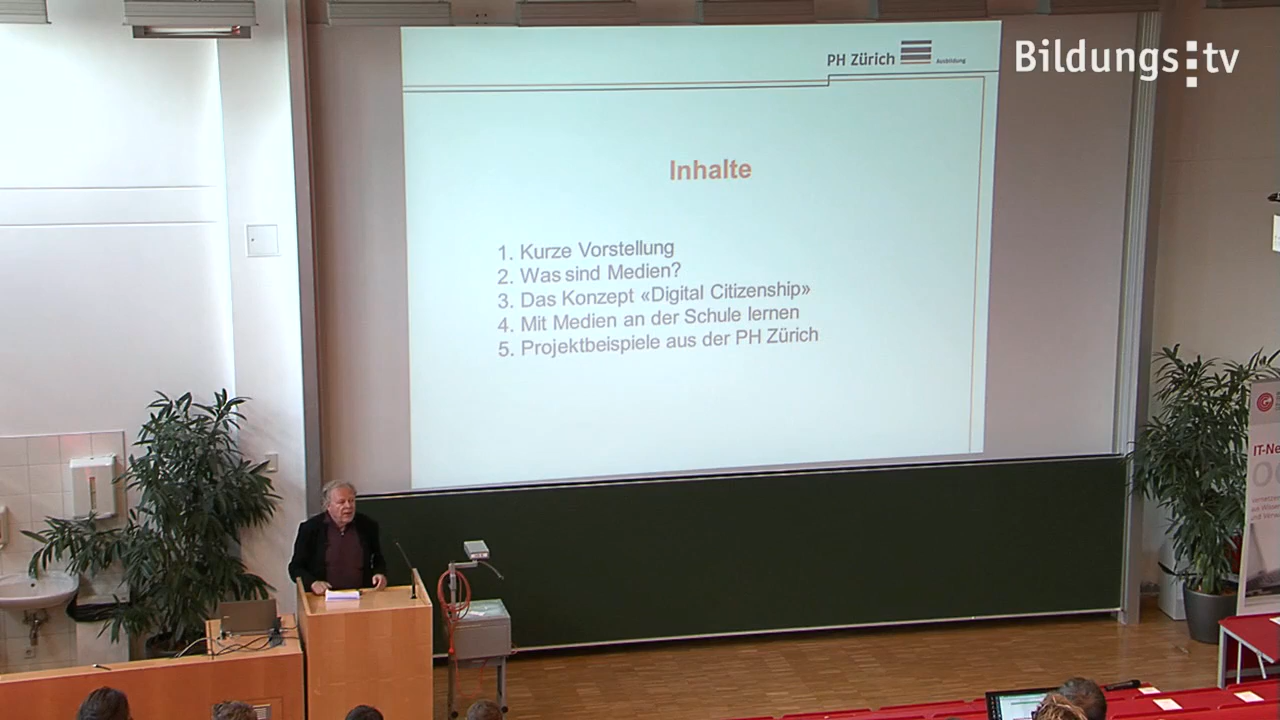 PH Zürich
Ausbildung
Bildungs:tv
Inhalte
1. Kurze Vorstellung
2. Was sind Medien?
3. Das Konzept «Digital Citizenship»
4. Mit Medien an der Schule lernen
5. Projektbeispiele aus der PH Zürich
IT-Ne